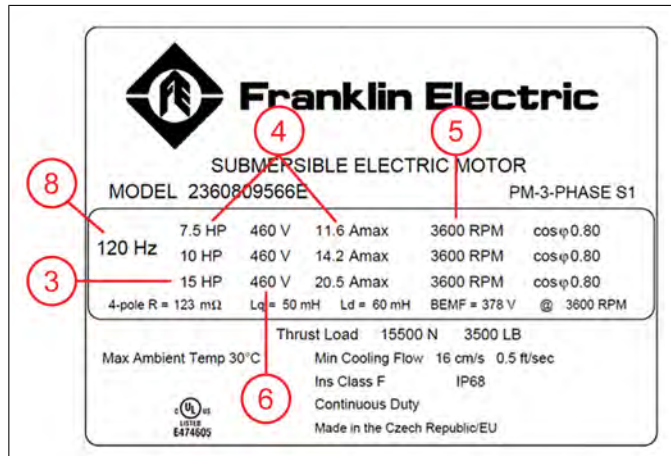 FE
Franklin Electric
4
5
SUBMERSIBLE ELECTRIC MOTOR
8
MODEL 2360809566E PM-3-PHASE S1
120 Hz
7.5 HP 460 V 11.6 Amax 3600 RPM cosφ0.80
10 HP 460 V 14.2 Amax 3600 RPM cosφ0.80
3
15 HP 460 V 20.5 Amax 3600 RPM cosφ0.80
4-pole R = 123 mΩ Lq = 50 mH Ld = 60 mH BEMF = 378 V @ 3600 RPM
Thrust Load 15500 N 3500 LB
Max Ambient Temp 30°C Min Cooling Flow 16 cm/s 0.5 ft/sec
6
Ins Class F IP68
Continuous Duty
c UL US
LISTED
E474605
Made in the Czech Republic/EU